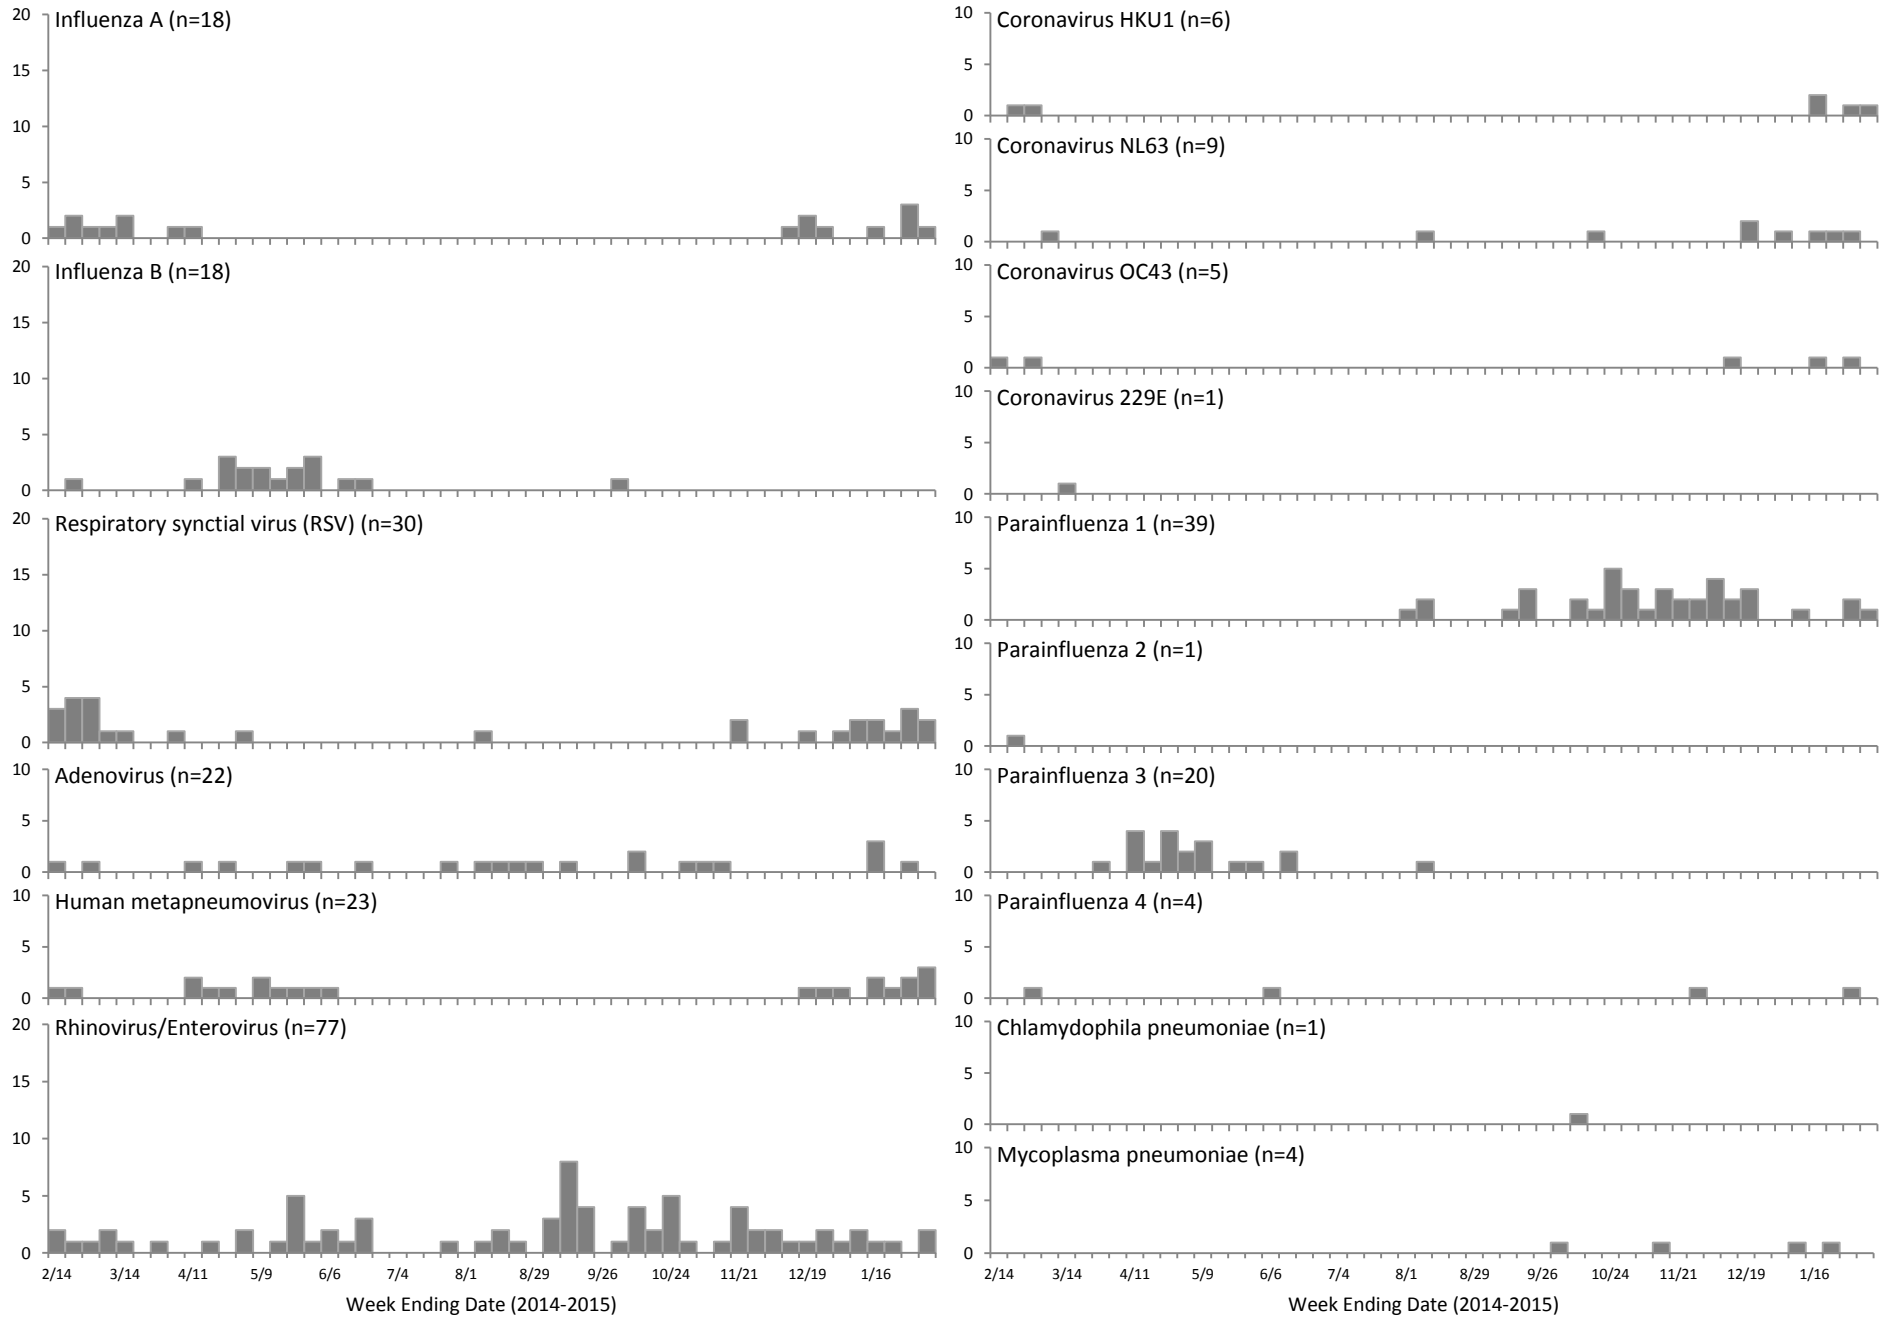 Influenza A (n=18)
20
15
10
5
0
Influenza B (n=18)
20
15
10
5
0
Respiratory synctial virus (RSV) (n=30)
20
15
10
5
0
Adenovirus (n=22)
10
5
0
Human metapneumovirus (n=23)
10
5
0
Rhinovirus/Enterovirus (n=77)
20
15
10
5
0
2/14 3/14 4/11 5/9 6/6 7/4 8/1 8/29 9/26 10/24 11/21 12/19 1/16
Week Ending Date (2014-2015)
Coronavirus HKU1 (n=6)
10
5
0
Coronavirus NL63 (n=9)
10
5
0
Coronavirus OC43 (n=5)
10
5
0
Coronavirus 229E (n=1)
10
5
0
Parainfluenza 1 (n=39)
10
5
0
Parainfluenza 2 (n=1)
10
5
0
Parainfluenza 3 (n=20)
10
5
0
Parainfluenza 4 (n=4)
10
5
0
Chlamydophila pneumoniae (n=1)
10
5
0
Mycoplasma pneumoniae (n=4)
10
5
0
2/14 3/14 4/11 5/9 6/6 7/4 8/1 8/29 9/26 10/24 11/21 12/19 1/16
Week Ending Date (2014-2015)